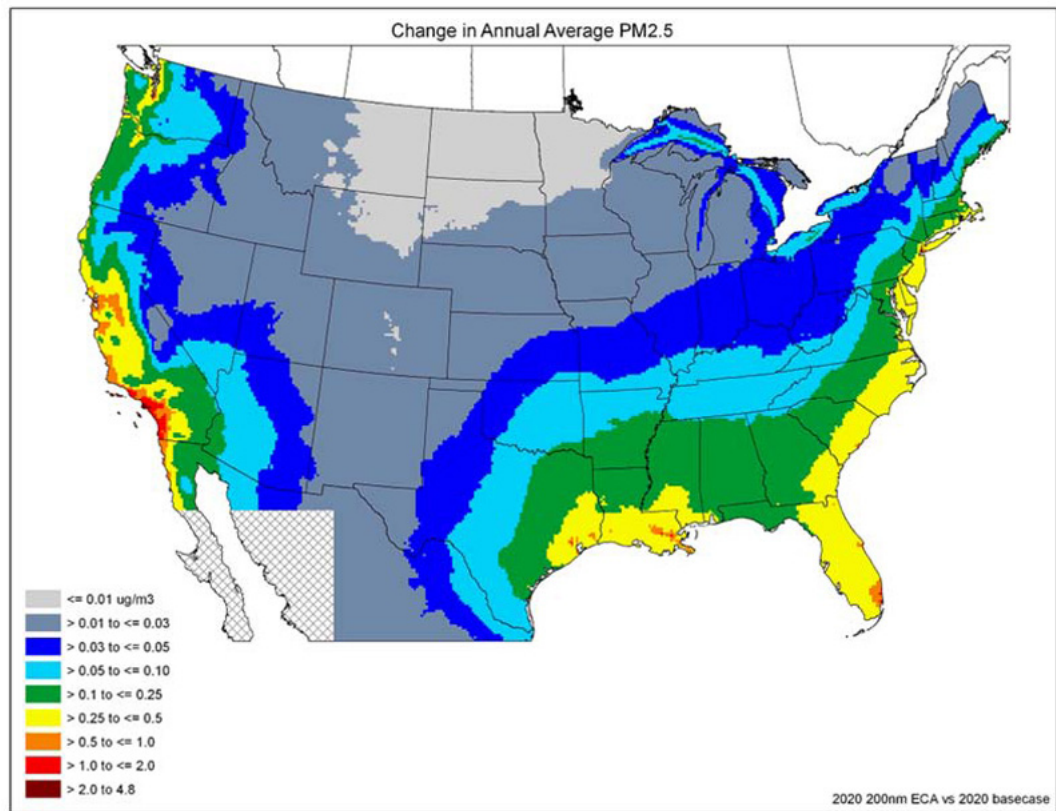 Change in Annual Average PM2.5
<= 0.01 ug/m3
> 0.01 to <= 0.03
> 0.03 to <= 0.05
> 0.05 to <= 0.10
> 0.1 to <= 0.25
> 0.25 to <= 0.5
> 0.5 to <= 1.0
> 1.0 to <= 2.0
> 2.0 to 4.8
2020 200nm ECA vs 2020 basecase